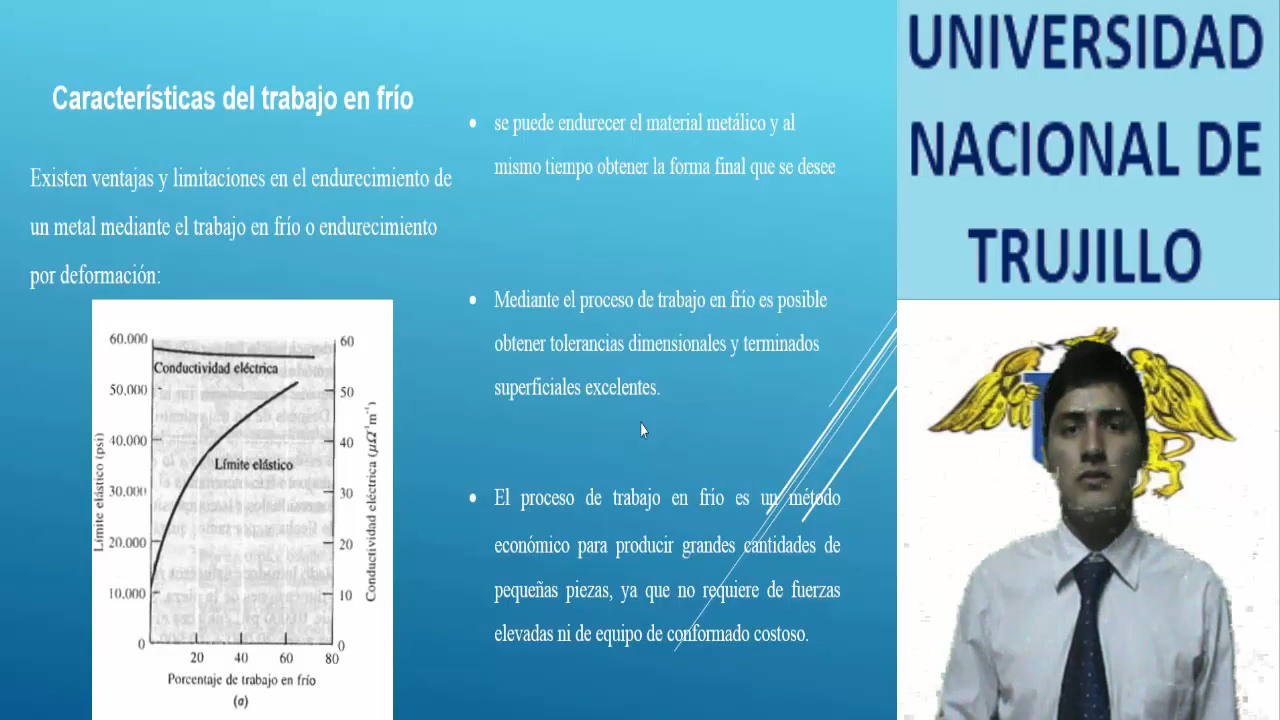 Características del trabajo en frío
Existen ventajas y limitaciones en el endurecimiento de
un metal mediante el trabajo en frío o endurecimiento
por deformación:
60.000
50,000
40,000
30.000
20.000
10,000
0
Límite elástico (psi)
Conductividad eléctrica
Límite elástico
60
50
40
30
20
10
0
Conductividad eléctrica (μΩ⁻¹m⁻¹)
20 40 60 80
Porcentaje de trabajo en frío
(a)
• se puede endurecer el material metálico y al
mismo tiempo obtener la forma final que se desee
• Mediante el proceso de trabajo en frío es posible
obtener tolerancias dimensionales y terminados
superficiales excelentes.
• El proceso de trabajo en frío es un método
económico para producir grandes cantidades de
pequeñas piezas, ya que no requiere de fuerzas
elevadas ni de equipo de conformado costoso.
UNIVERSIDAD
NACIONAL DE
TRUJILLO